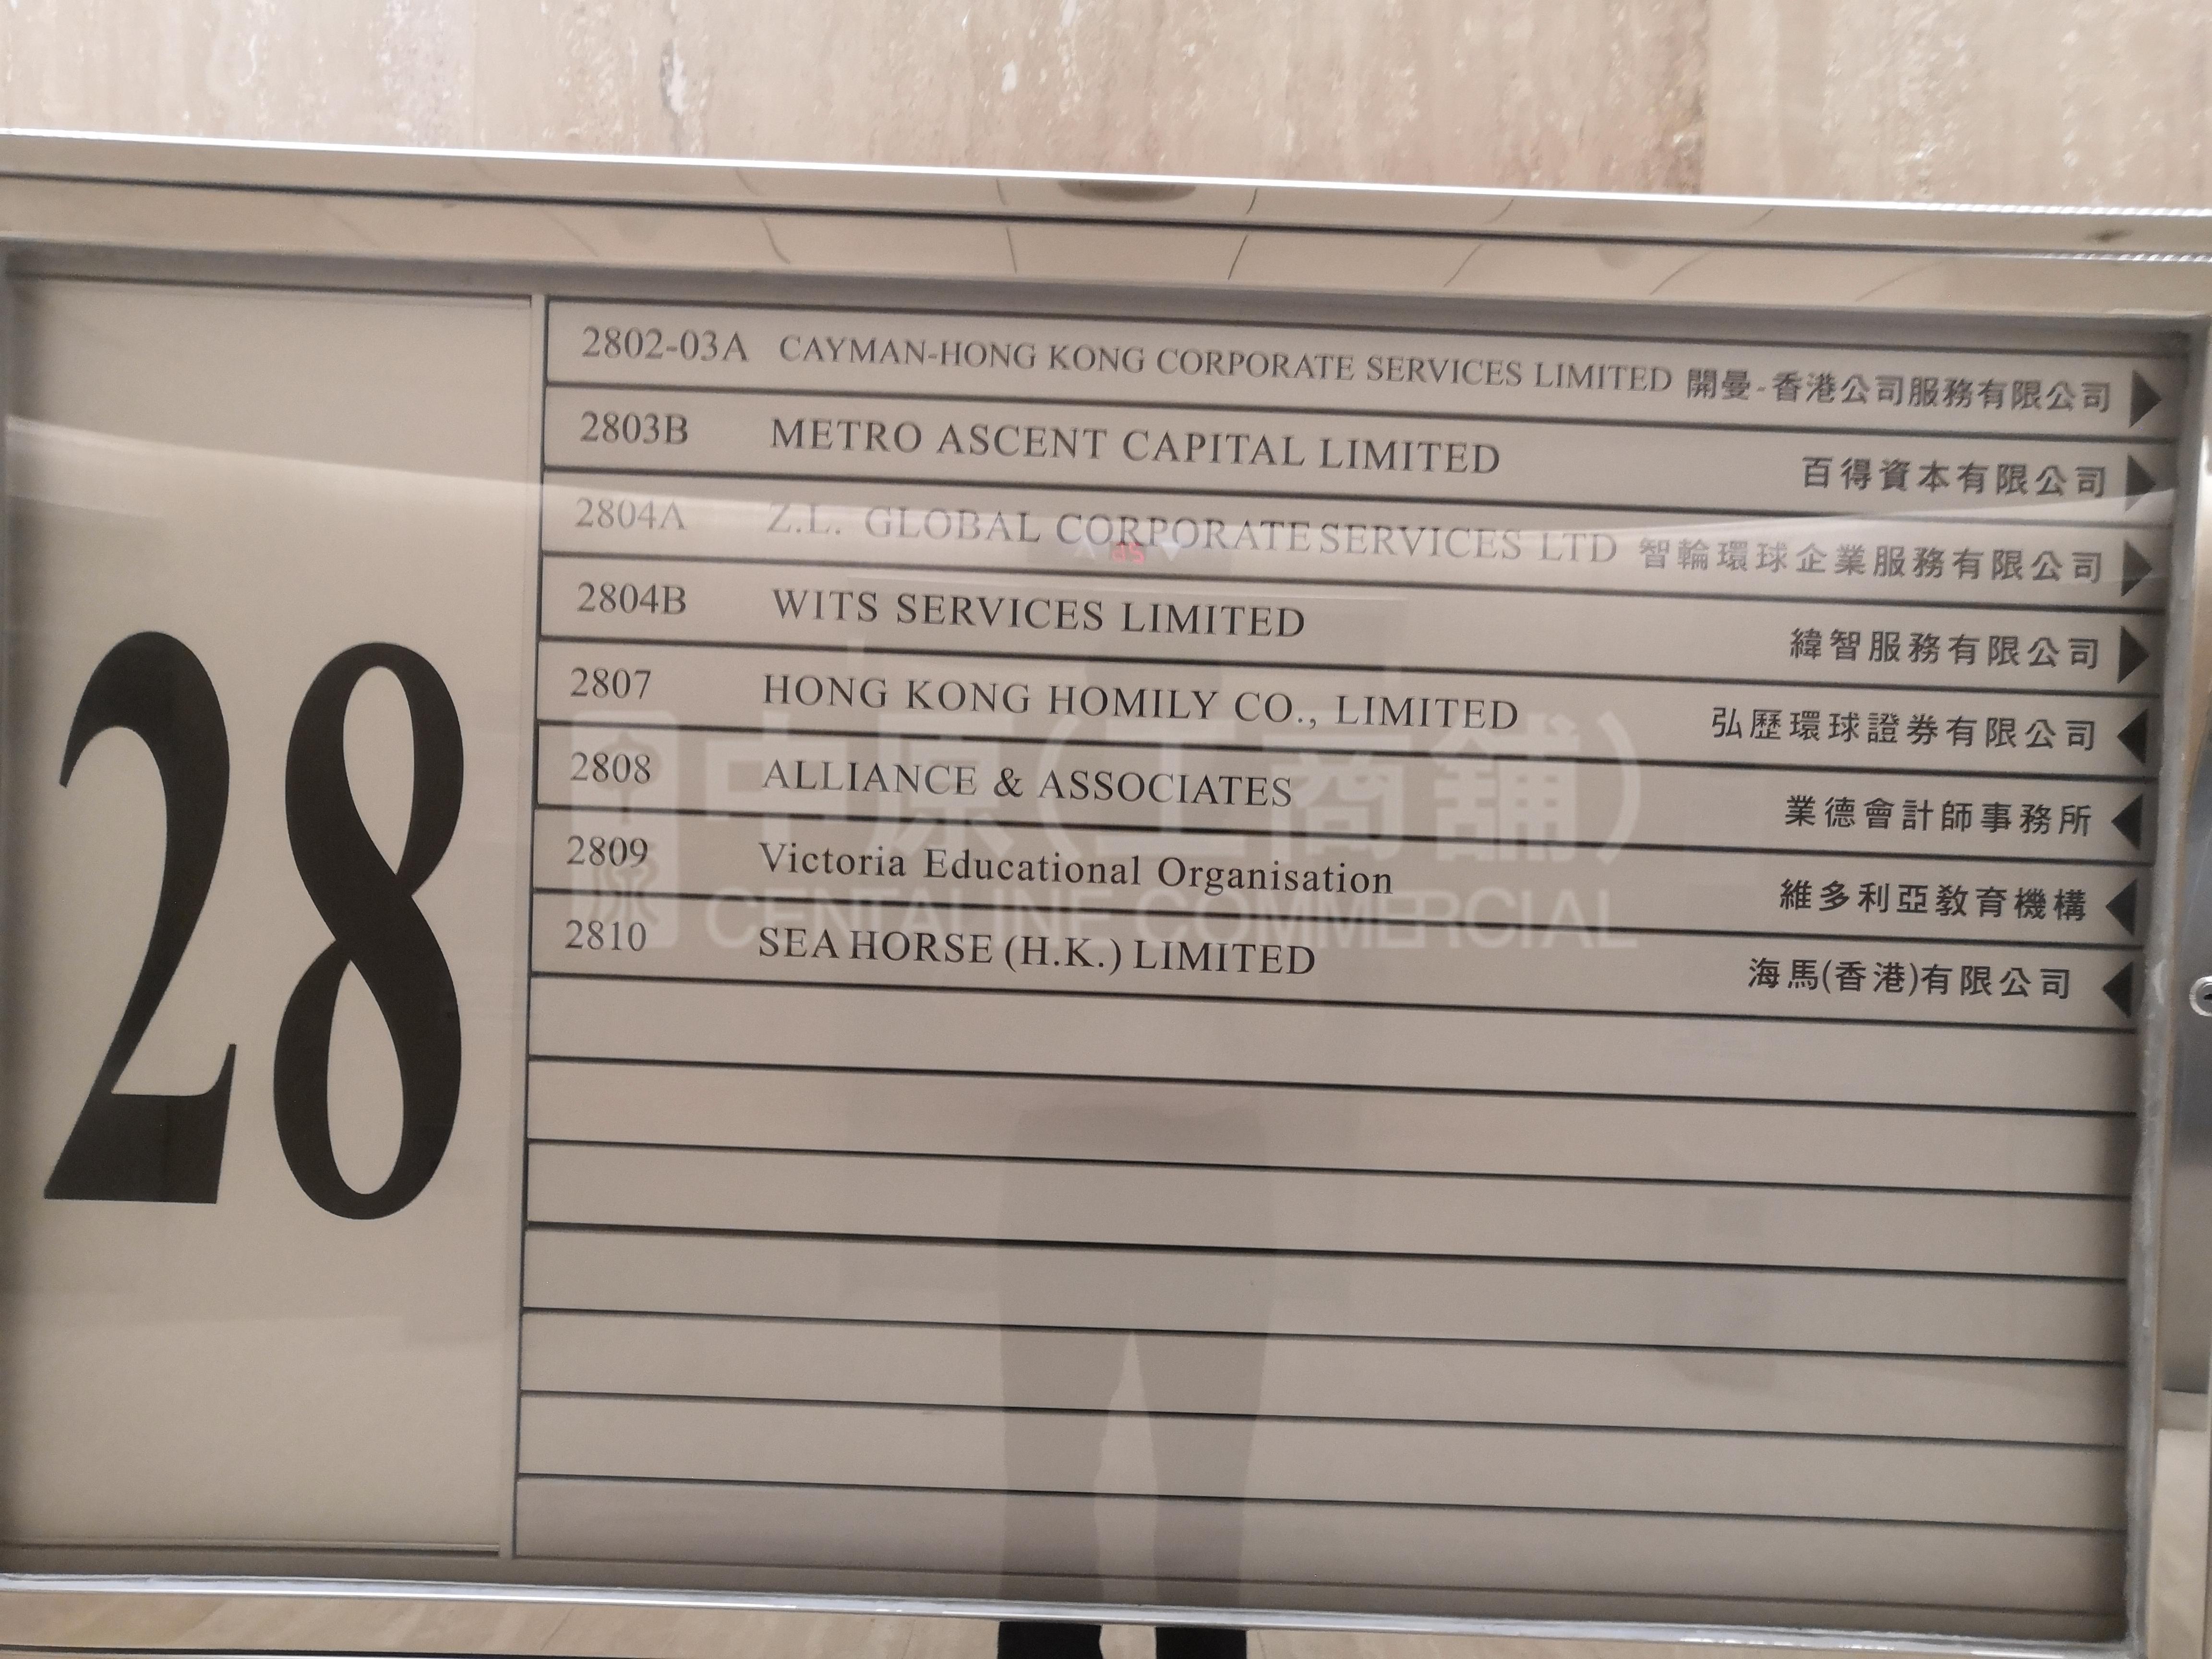 28
2802-03A CAYMAN-HONG KONG CORPORATE SERVICES LIMITED 開曼-香港公司服務有限公司
2803B METRO ASCENT CAPITAL LIMITED 百得資本有限公司
2804A Z.L. GLOBAL CORPORATE SERVICES LTD 智輪環球企業服務有限公司
2804B WITS SERVICES LIMITED 緯智服務有限公司
2807 HONG KONG HOMILY CO., LIMITED 弘歷環球證券有限公司
2808 ALLIANCE & ASSOCIATES 業德會計師事務所
2809 Victoria Educational Organisation 維多利亞教育機構
2810 SEA HORSE (H.K.) LIMITED 海馬(香港)有限公司
中原(工商舖)
CENTALINE COMMERCIAL